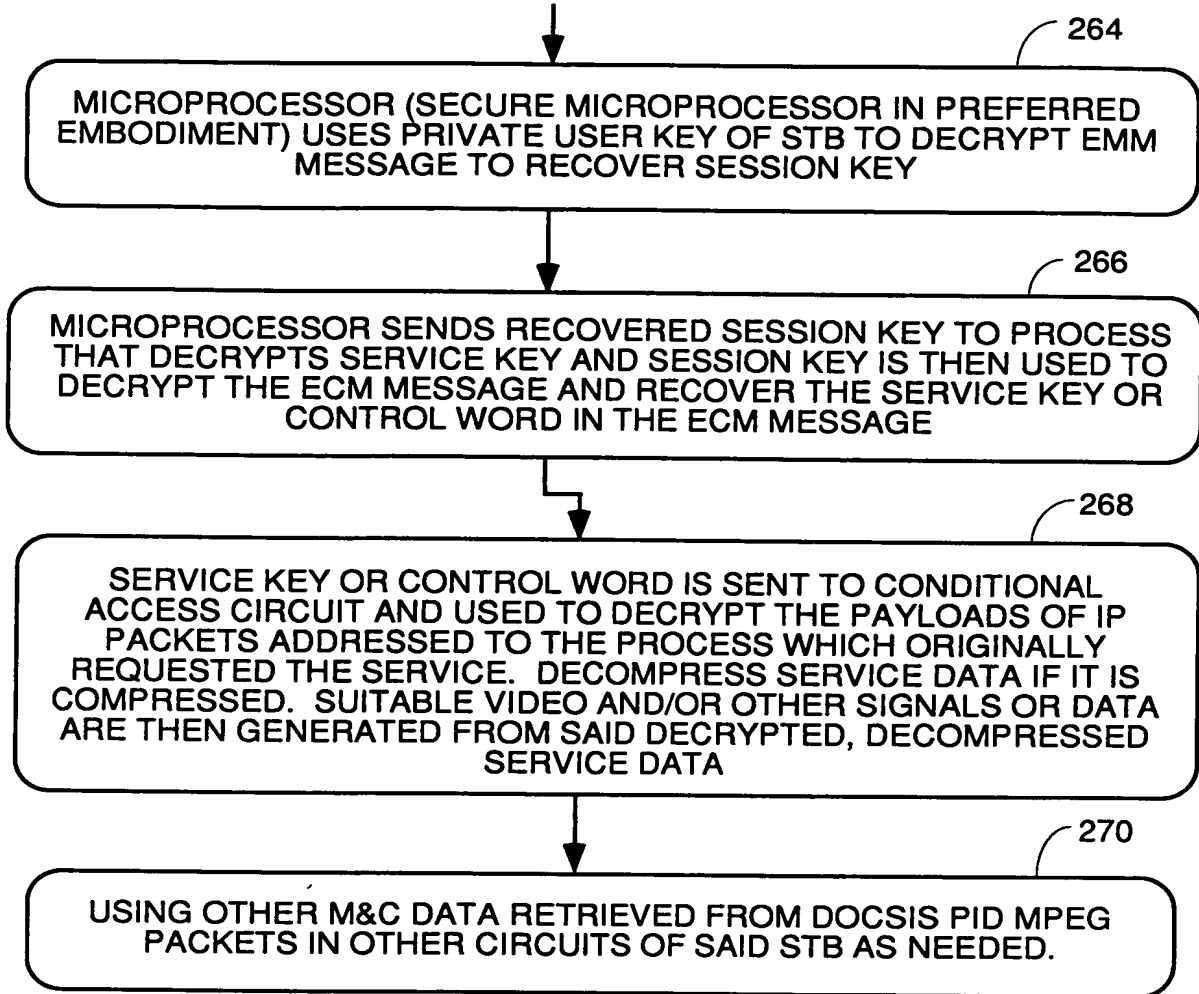 264
MICROPROCESSOR (SECURE MICROPROCESSOR IN PREFERRED
EMBODIMENT) USES PRIVATE USER KEY OF STB TO DECRYPT EMM
MESSAGE TO RECOVER SESSION KEY
266
MICROPROCESSOR SENDS RECOVERED SESSION KEY TO PROCESS
THAT DECRYPTS SERVICE KEY AND SESSION KEY IS THEN USED TO
DECRYPT THE ECM MESSAGE AND RECOVER THE SERVICE KEY OR
CONTROL WORD IN THE ECM MESSAGE
268
SERVICE KEY OR CONTROL WORD IS SENT TO CONDITIONAL
ACCESS CIRCUIT AND USED TO DECRYPT THE PAYLOADS OF IP
PACKETS ADDRESSED TO THE PROCESS WHICH ORIGINALLY
REQUESTED THE SERVICE. DECOMPRESS SERVICE DATA IF IT IS
COMPRESSED. SUITABLE VIDEO AND/OR OTHER SIGNALS OR DATA
ARE THEN GENERATED FROM SAID DECRYPTED, DECOMPRESSED
SERVICE DATA
270
USING OTHER M&C DATA RETRIEVED FROM DOCSIS PID MPEG
PACKETS IN OTHER CIRCUITS OF SAID STB AS NEEDED.